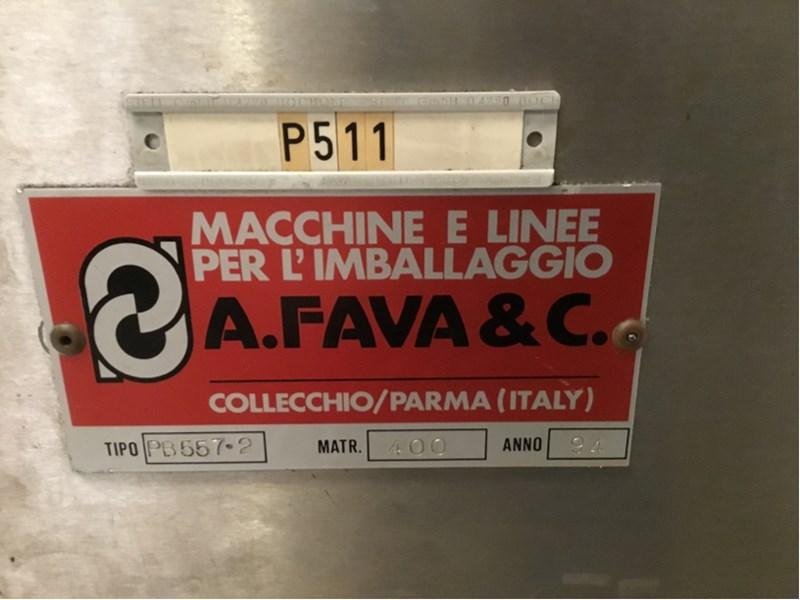 P511
MACCHINE E LINEE
PER L'IMBALLAGGIO
A.FAVA & C.
COLLECCHIO/PARMA (ITALY)
TIPO PB557-2 MATR. 400 ANNO 94